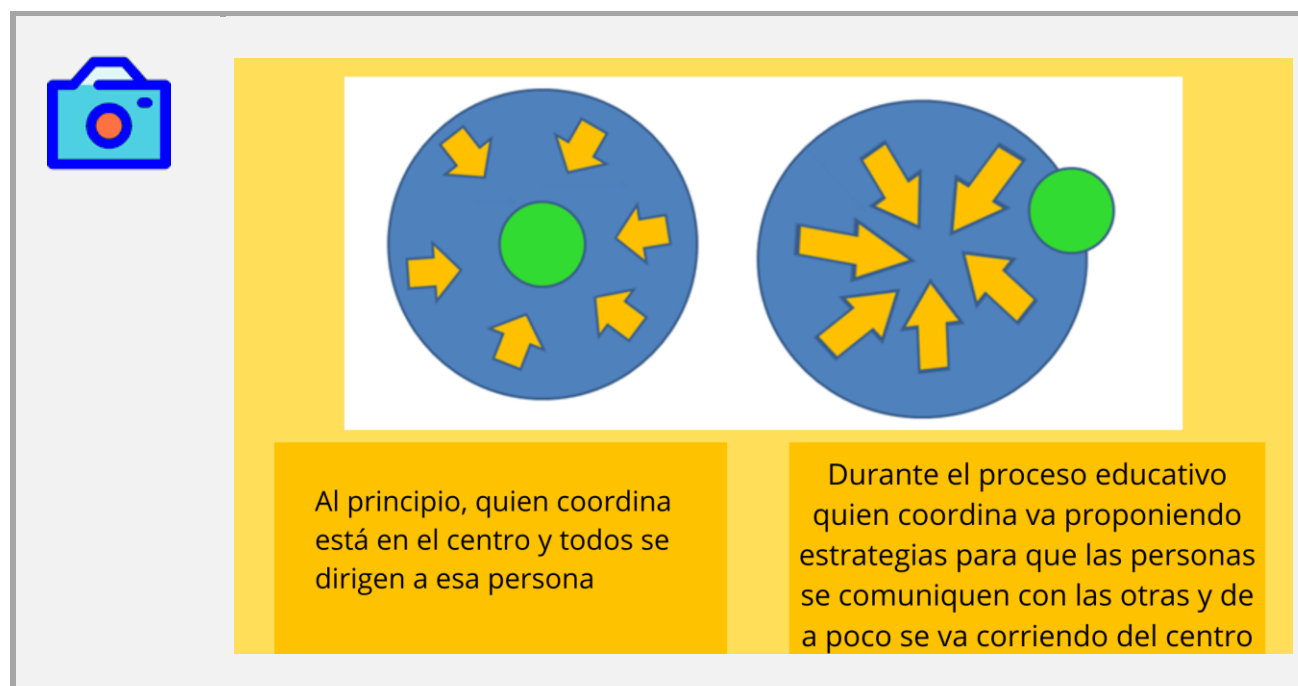 Al principio, quien coordina
está en el centro y todos se
dirigen a esa persona
Durante el proceso educativo
quien coordina va proponiendo
estrategias para que las personas
se comuniquen con las otras y de
a poco se va corriendo del centro